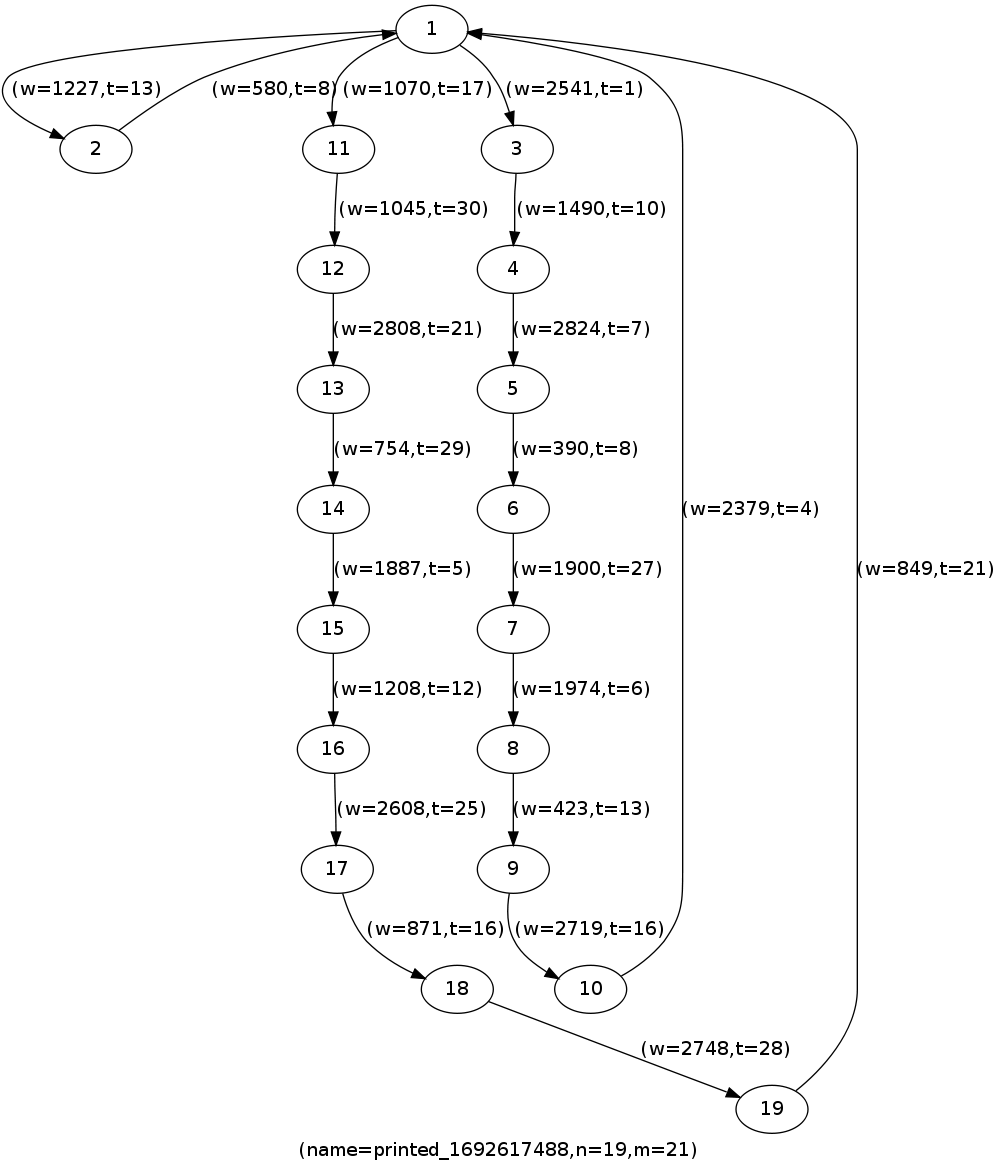 1
(w=1227,t=13) (w=580,t=8) (w=1070,t=17) (w=2541,t=1)
2 11 3
(w=1045,t=30) (w=1490,t=10)
12 4
(w=2808,t=21) (w=2824,t=7)
13 5
(w=754,t=29) (w=390,t=8)
14 6
(w=2379,t=4)
(w=1887,t=5) (w=1900,t=27) (w=849,t=21)
15 7
(w=1208,t=12) (w=1974,t=6)
16 8
(w=2608,t=25) (w=423,t=13)
17 9
(w=871,t=16) (w=2719,t=16)
18 10
(w=2748,t=28)
19
(name=printed_1692617488,n=19,m=21)